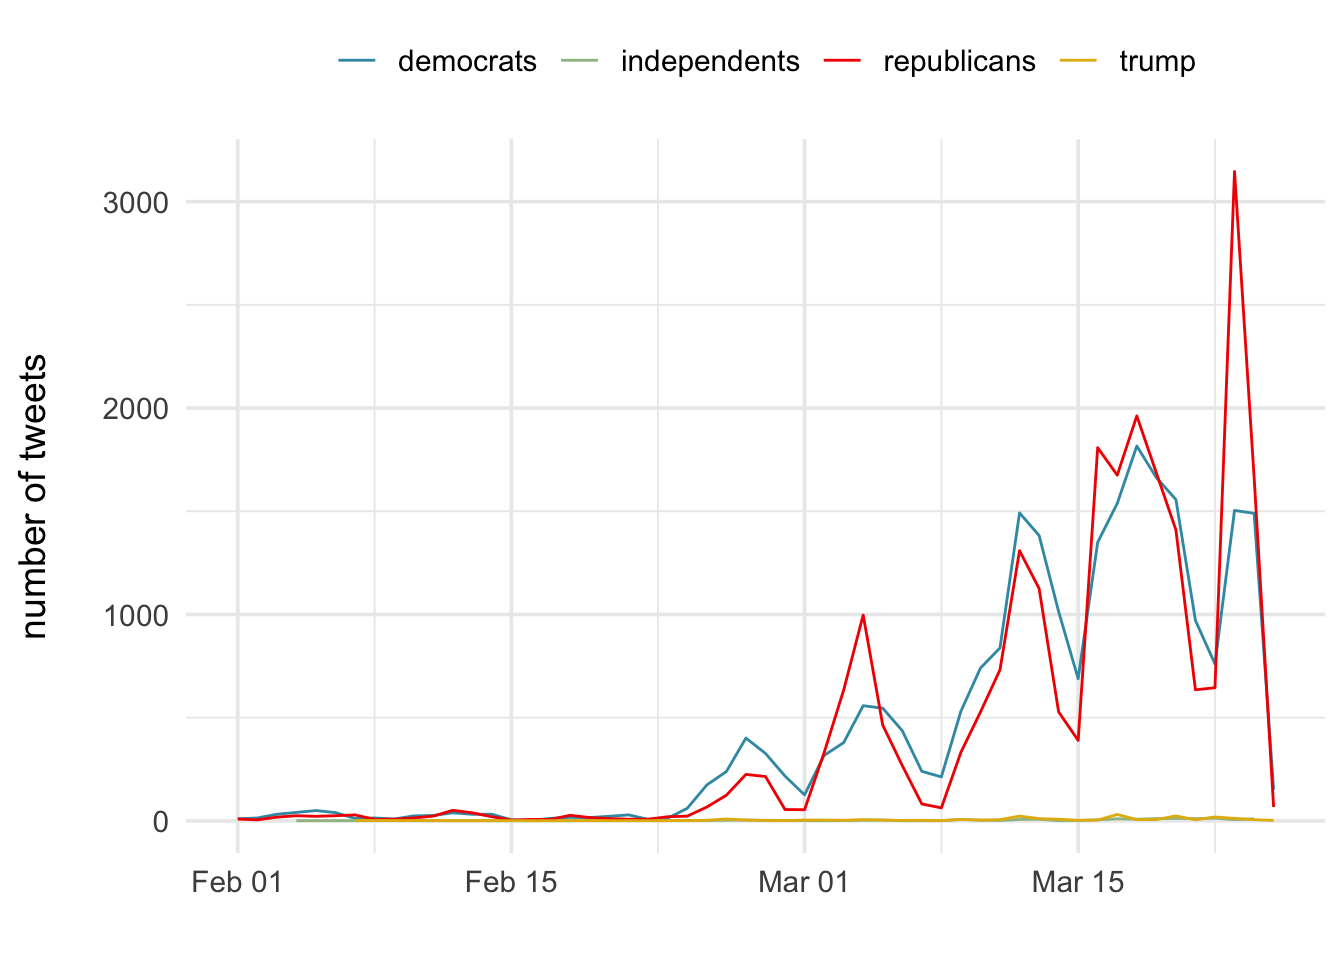 democrats independents republicans trump
3000
2000
1000
0
number of tweets
Feb 01 Feb 15 Mar 01 Mar 15